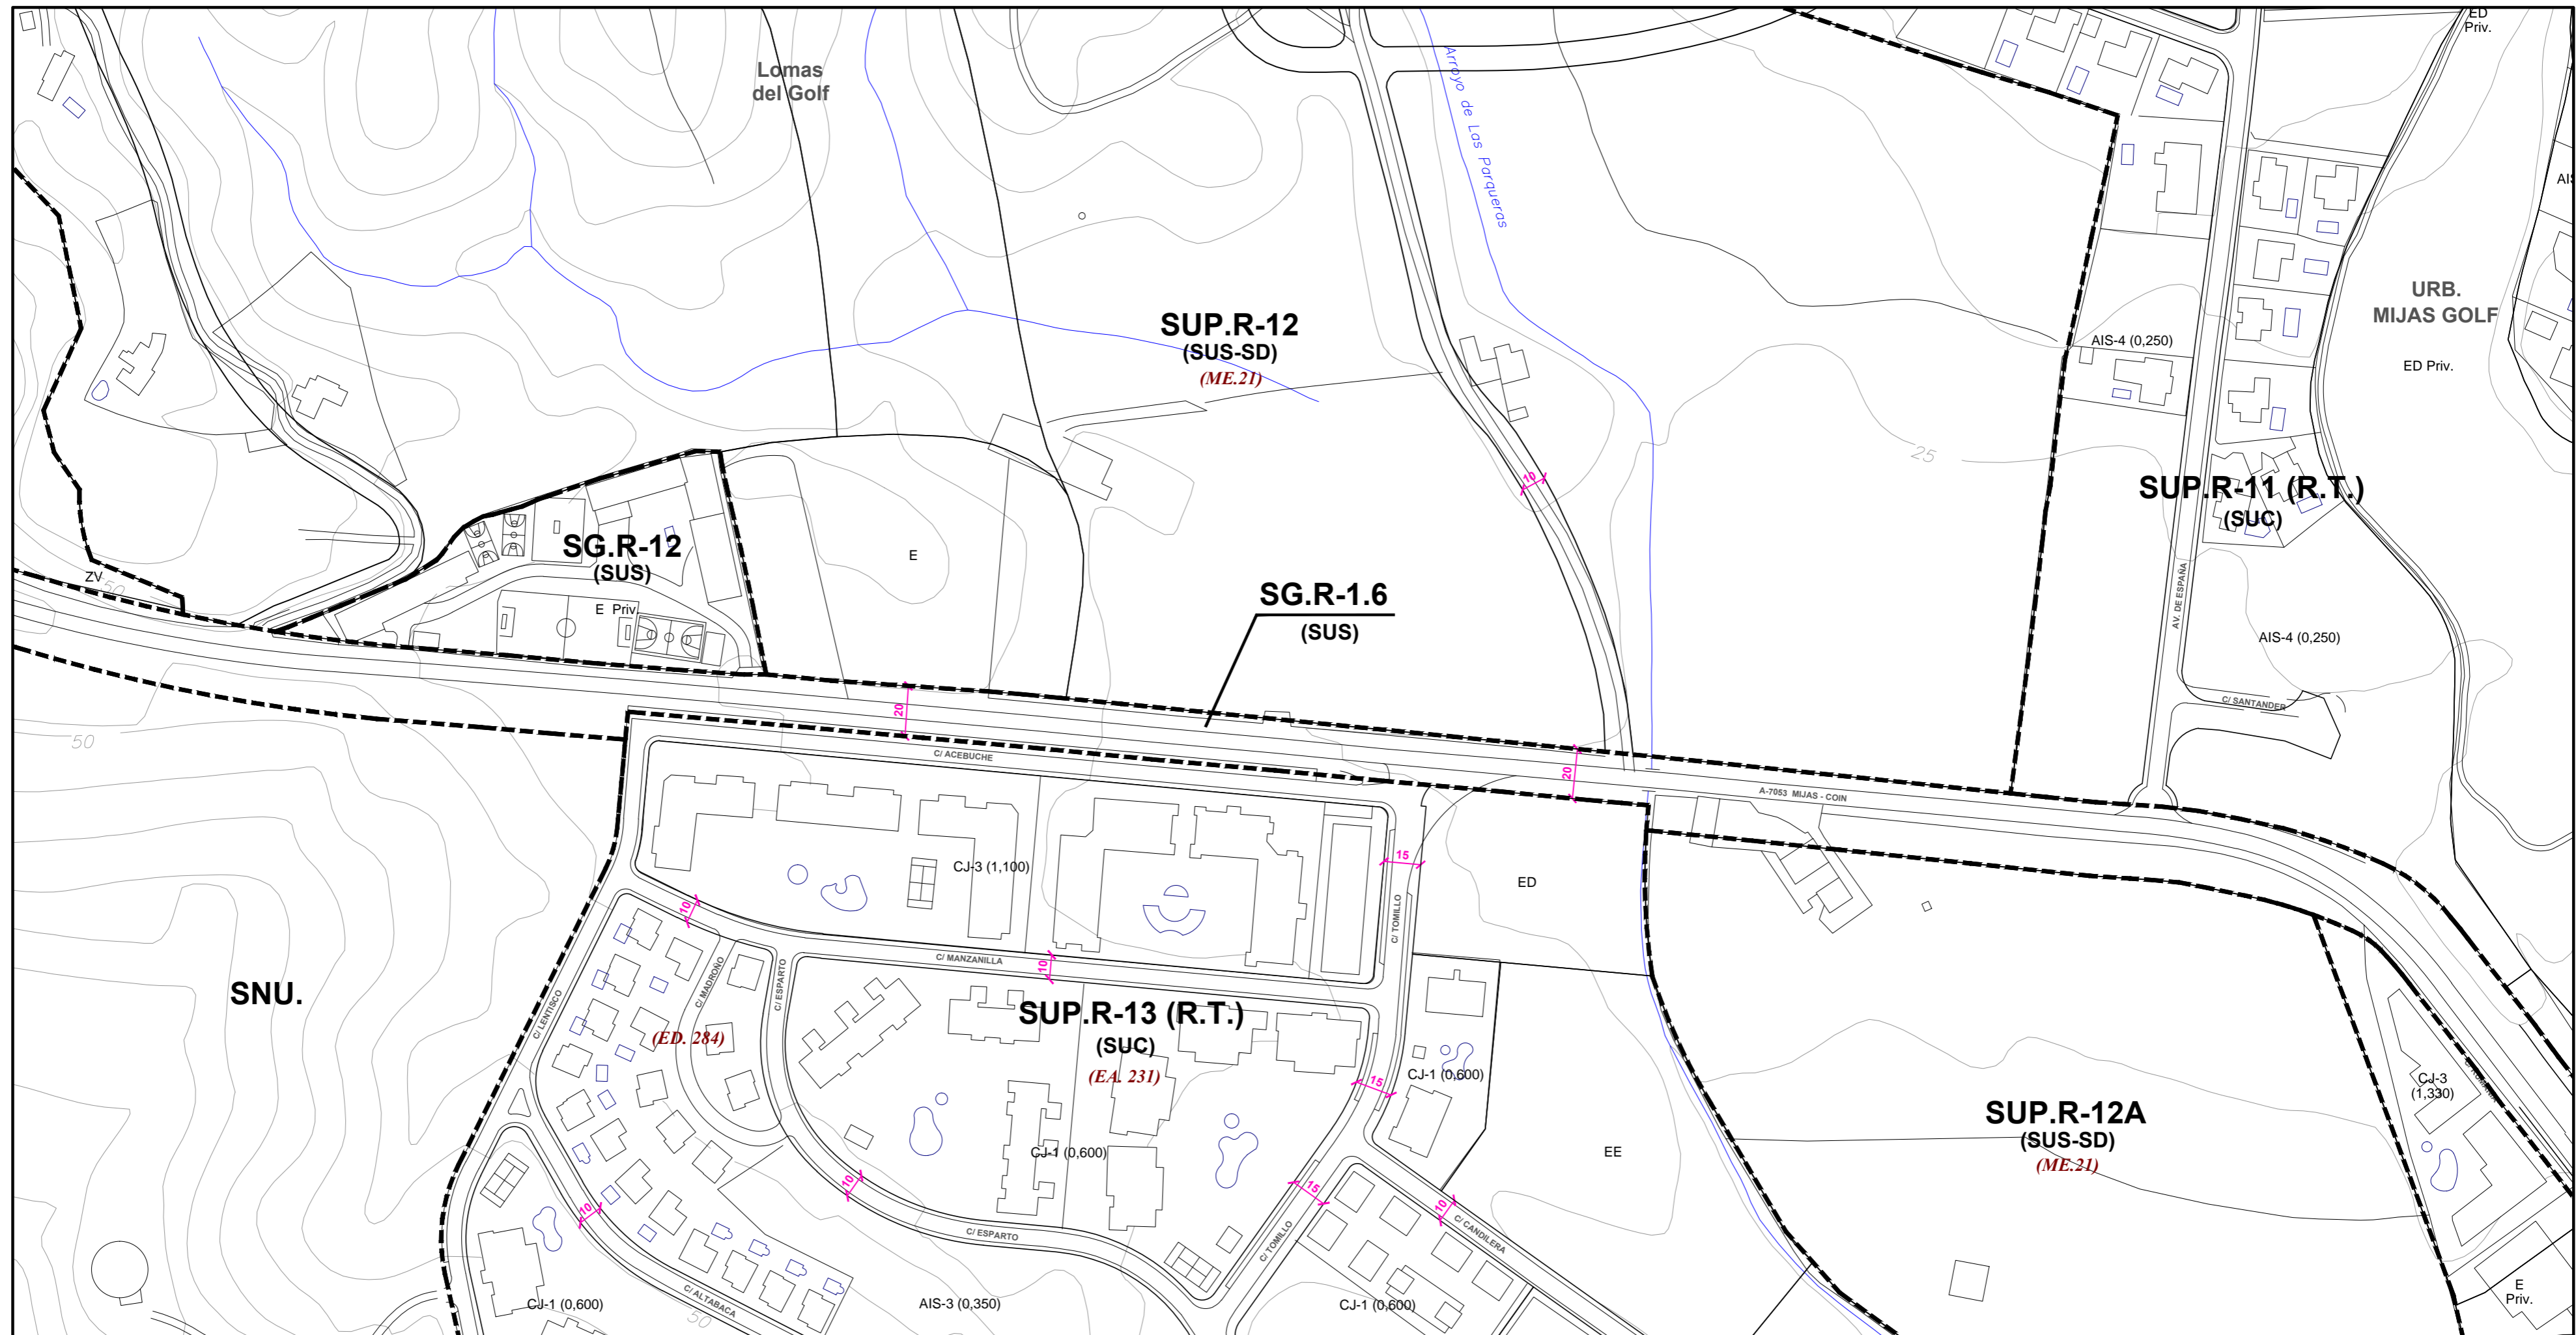 ED
Priv.
Lomas
del Golf
Arroyo de Las Parqueras
URB.
MIJAS GOLF
ED Priv.
SUP.R-12
(SUS-SD)
(ME.21)
AIS-4 (0,250)
25
10
SUP.R-11 (R.T.)
(SUC)
SG.R-12
(SUS)
E
ZV
50
E Priv.
SG.R-1.6
(SUS)
AV. DE ESPAÑA
AIS-4 (0,250)
C/ SANTANDER
20
50
C/ ACEBUCHE
20
A-7053 MIJAS - COIN
CJ-3 (1,100)
15
ED
10
C/ TOMILLO
C/ MANZANILLA
10
C/ MADROÑO
C/ ESPARTO
C/ LENTISCO
SNU.
SUP.R-13 (R.T.)
(SUC)
(EA. 231)
(ED. 284)
15
CJ-1 (0,600)
CJ-3
(1,330)
SUP.R-12A
(SUS-SD)
(ME.21)
CJ-1 (0,600)
EE
10
15
10
10
C/ CANDILERA
C/ ESPARTO
C/ TOMILLO
C/ ALTABACA
50
CJ-1 (0,600)
AIS-3 (0,350)
CJ-1 (0,600)
E
Priv.